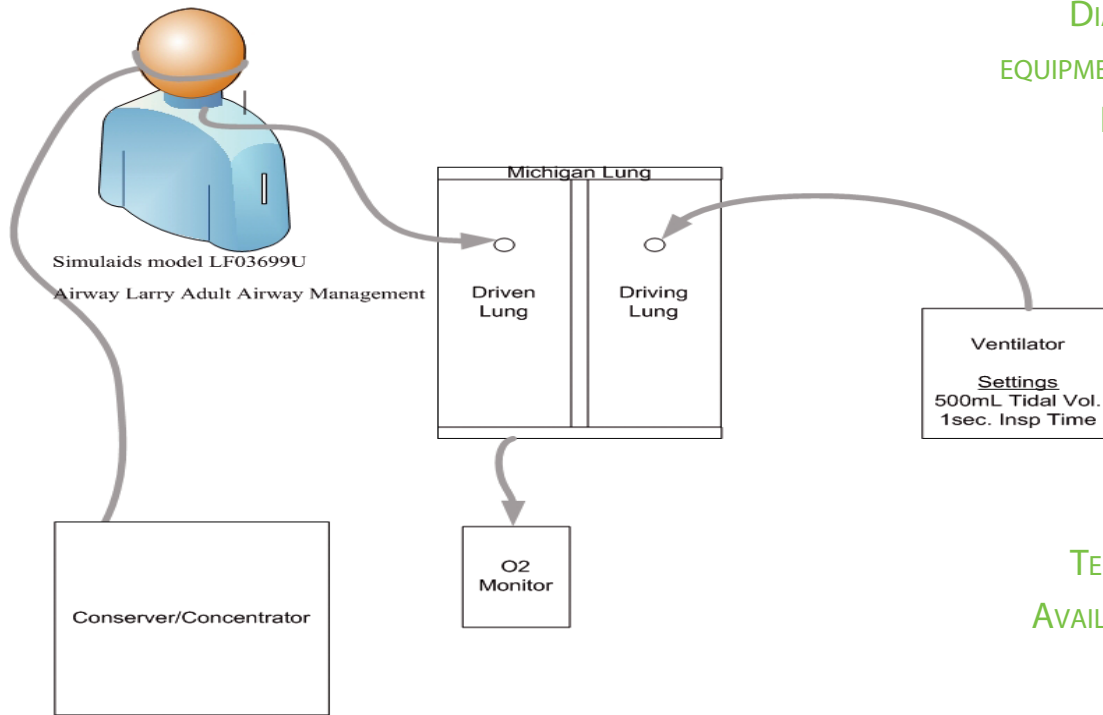 Michigan Lung
Simulaids model LF03699U
Airway Larry Adult Airway Management
Driven
Lung
Driving
Lung
Ventilator
Settings
500mL Tidal Vol.
1sec. Insp Time
O2
Monitor
Conserver/Concentrator